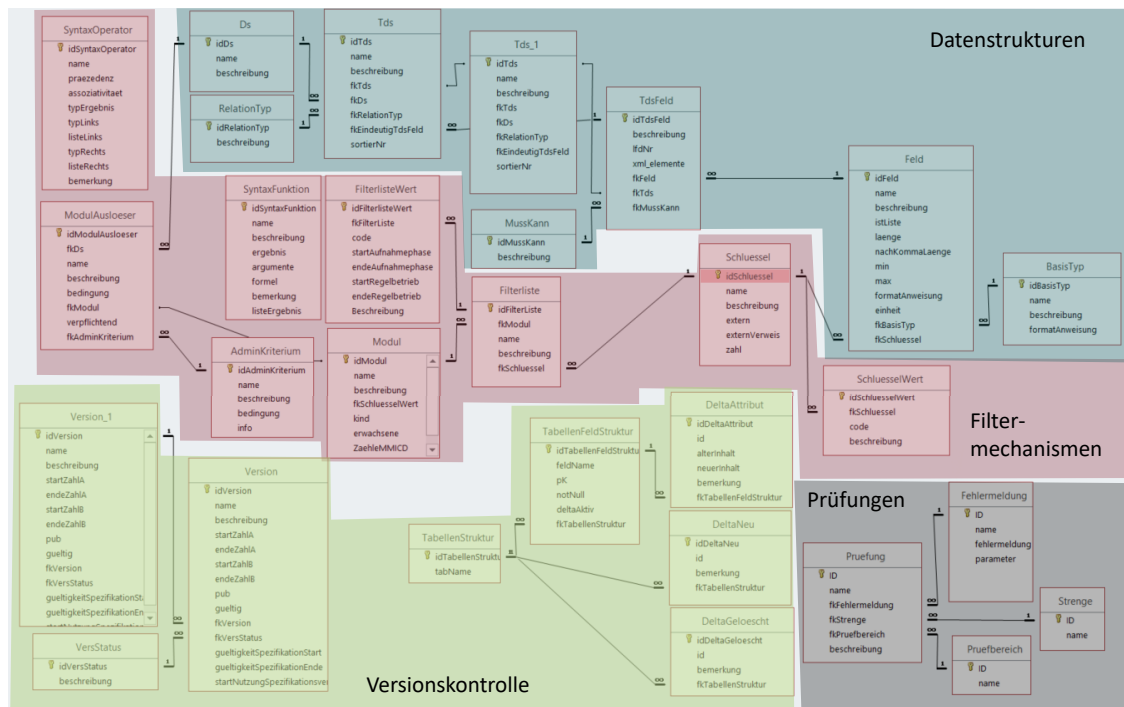 SyntaxOperator
idSyntaxOperator
name
praezedenz
assoziativitaet
typErgebnis
typLinks
listeLinks
typRechts
listeRechts
bemerkung
Ds
idDs
name
beschreibung
RelationTyp
idRelationTyp
beschreibung
Tds
idTds
name
beschreibung
fkTds
fkDs
fkRelationTyp
fkEindeutigTdsFeld
sortierNr
Tds_1
idTds
name
beschreibung
fkTds
fkDs
fkRelationTyp
fkEindeutigTdsFeld
sortierNr
Datenstrukturen
TdsFeld
idTdsFeld
beschreibung
lfdNr
xml_elemente
fkFeld
fkTds
fkMussKann
MussKann
idMussKann
beschreibung
Feld
idFeld
name
beschreibung
istListe
laenge
nachKommaLaenge
min
max
formatAnweisung
einheit
fkBasisTyp
fkSchluessel
BasisTyp
idBasisTyp
name
beschreibung
formatAnweisung
ModulAusloeser
idModulAusloeser
fkDs
name
beschreibung
bedingung
fkModul
verpflichtend
fkAdminKriterium
SyntaxFunktion
idSyntaxFunktion
name
beschreibung
ergebnis
argumente
formel
bemerkung
listeErgebnis
FilterlisteWert
idFilterlisteWert
fkFilterListe
code
startAufnahmephase
endeAufnahmephase
startRegelbetrieb
endeRegelbetrieb
Beschreibung
Filterliste
idFilterListe
fkModul
name
beschreibung
fkSchluessel
Schluessel
idSchluessel
name
beschreibung
extern
externVerweis
zahl
AdminKriterium
idAdminKriterium
name
beschreibung
bedingung
info
Modul
idModul
name
beschreibung
fkSchluesselWert
kind
erwachsene
ZaehleMMICD
SchluesselWert
idSchluesselWert
fkSchluessel
code
beschreibung
Filter-
mechanismen
Version_1
idVersion
name
beschreibung
startZahlA
endeZahlA
startZahlB
endeZahlB
pub
gueltig
fkVersion
fkVersStatus
gueltigkeitSpezifikationSta
gueltigkeitSpezifikationEn
VersStatus
idVersStatus
beschreibung
Version
idVersion
name
beschreibung
startZahlA
endeZahlA
startZahlB
endeZahlB
pub
gueltig
fkVersion
fkVersStatus
gueltigkeitSpezifikationStart
gueltigkeitSpezifikationEnde
startNutzungSpezifikationsver
TabellenStruktur
idTabellenStruktu
tabName
TabellenFeldStruktur
idTabellenFeldStruktu
feldName
pK
notNull
deltaAktiv
fkTabellenStruktur
DeltaAttribut
idDeltaAttribut
id
alterInhalt
neuerInhalt
bemerkung
fkTabellenFeldStruktur
DeltaNeu
idDeltaNeu
id
bemerkung
fkTabellenStruktur
DeltaGeloescht
idDeltaGeloescht
id
bemerkung
fkTabellenStruktur
Versionskontrolle
Prüfungen
Pruefung
ID
name
fkFehlermeldung
fkStrenge
fkPruefbereich
beschreibung
Fehlermeldung
ID
name
fehlermeldung
parameter
Strenge
ID
name
Pruefbereich
ID
name